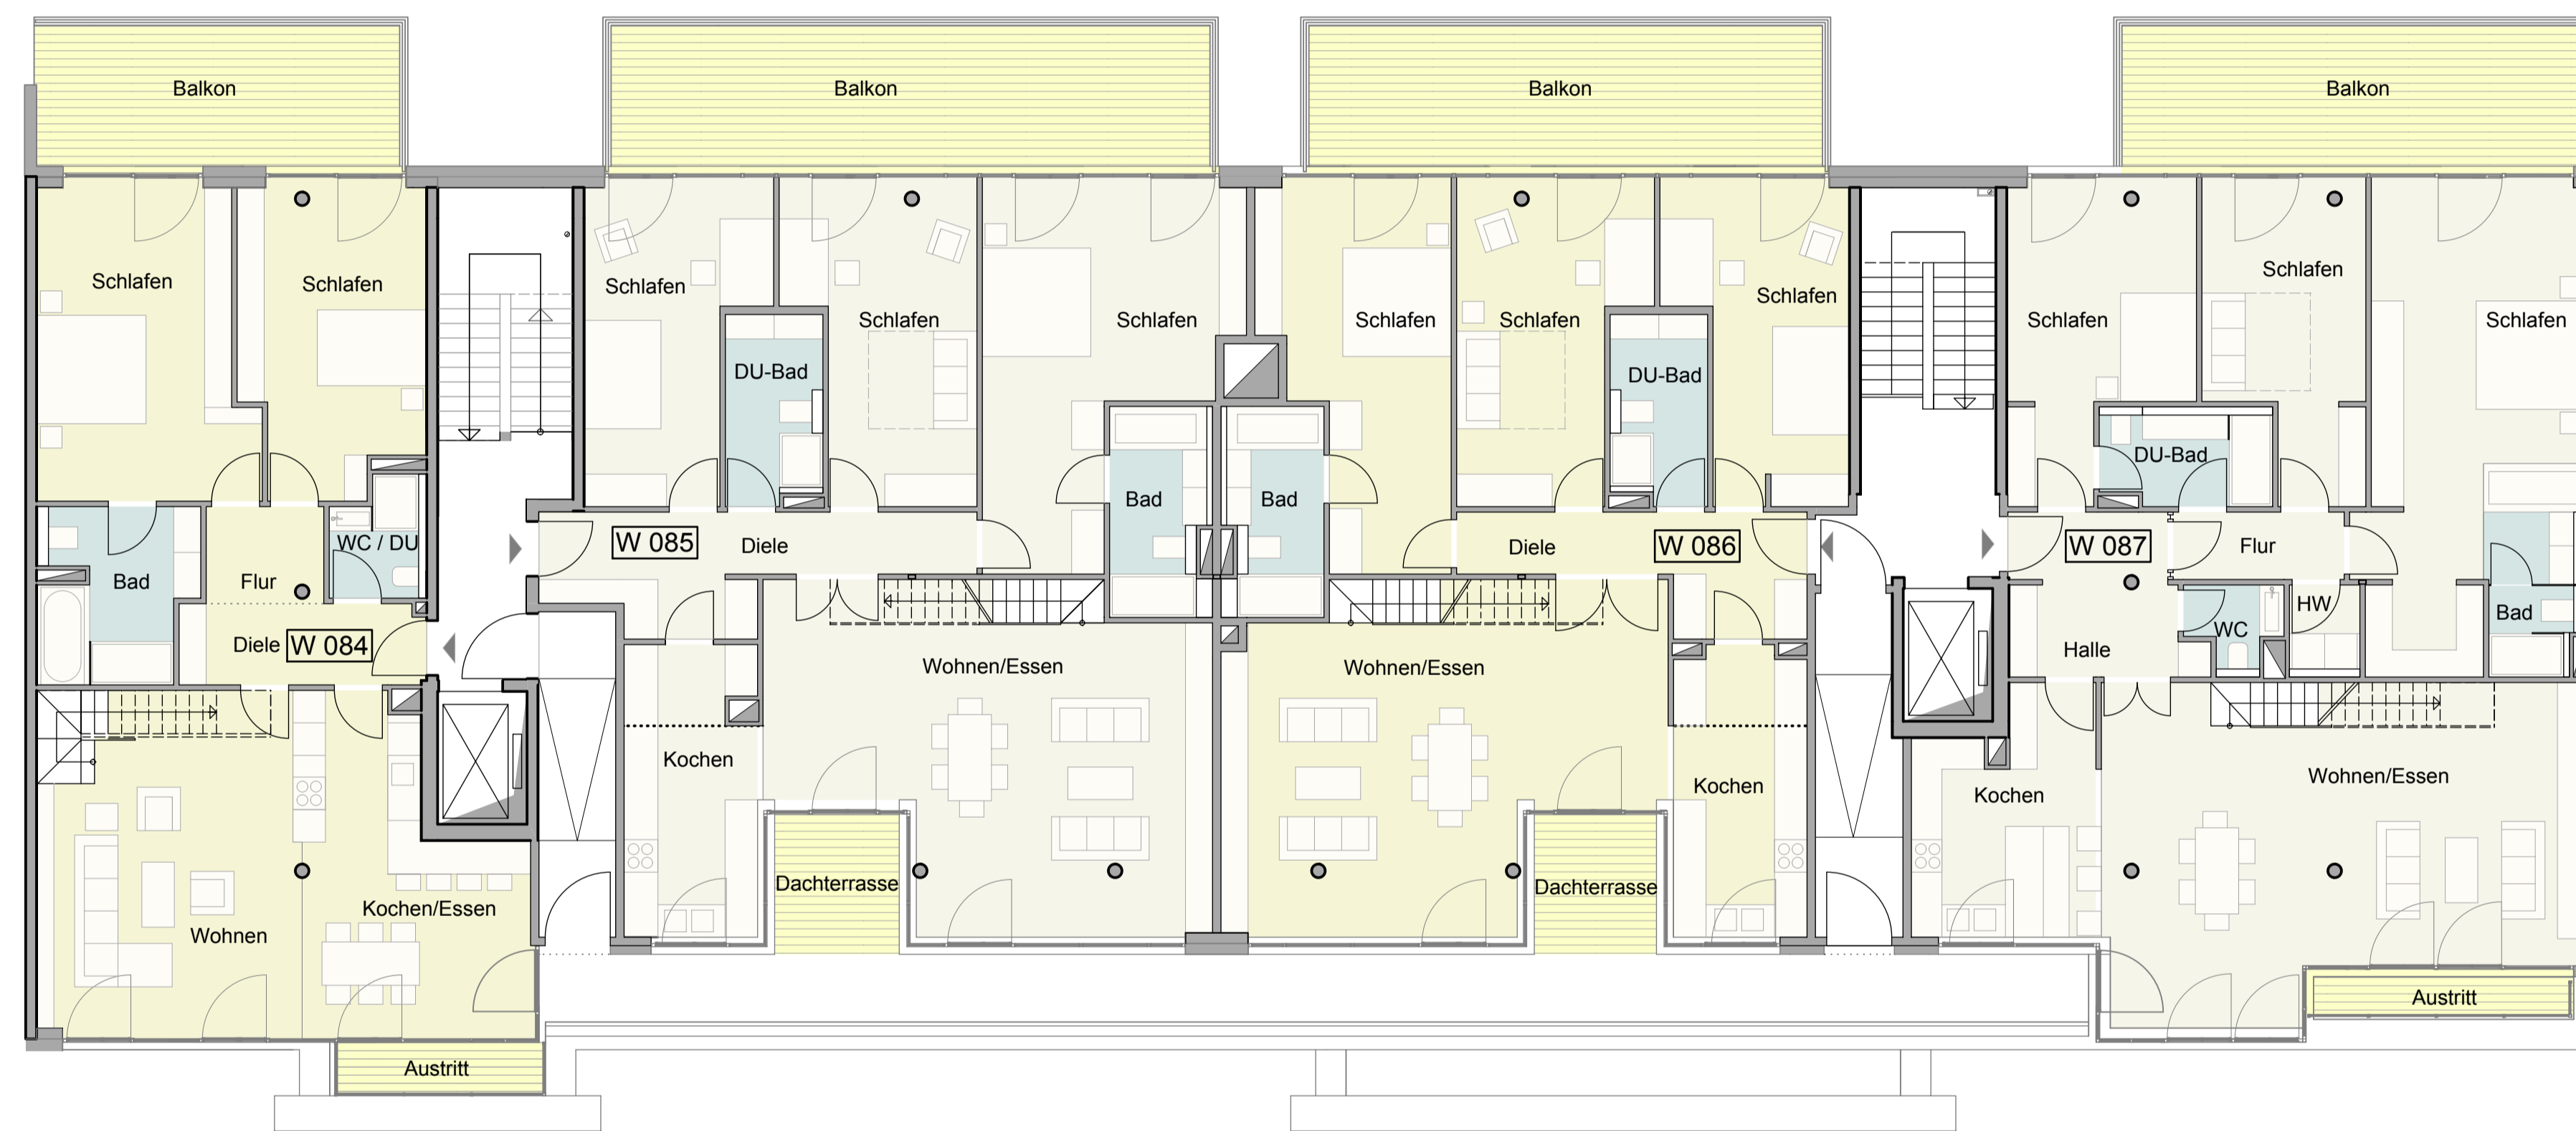 Balkon
Balkon
Balkon
Balkon
Schlafen
Schlafen
Schlafen
Schlafen
Schlafen
Schlafen
Schlafen
Schlafen
Schlafen
Schlafen
Schlafen
DU-Bad
DU-Bad
DU-Bad
Bad
Bad
WC / DU
W 085
Diele
Diele
W 086
W 087
Flur
Bad
Flur
HW
Bad
WC
Diele
W 084
Halle
Wohnen/Essen
Wohnen/Essen
Kochen
Wohnen/Essen
Kochen
Kochen
Dachterrasse
Dachterrasse
Kochen/Essen
Wohnen
Austritt
Austritt